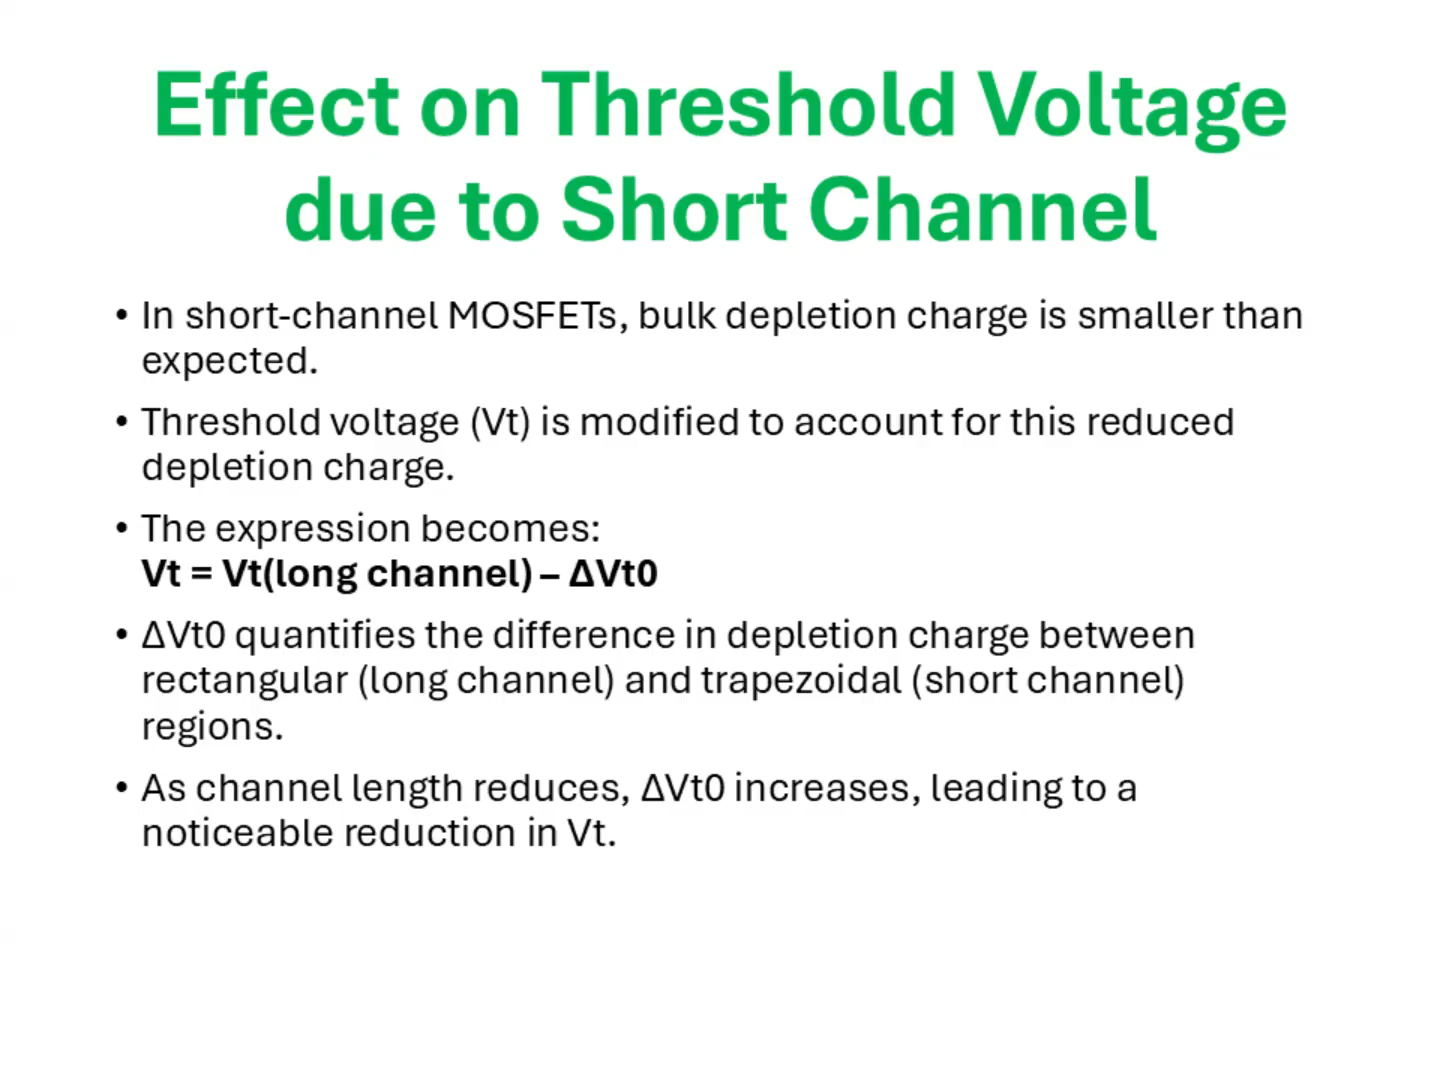 Effect on Threshold Voltage
due to Short Channel
• In short-channel MOSFETs, bulk depletion charge is smaller than
expected.
• Threshold voltage (Vt) is modified to account for this reduced
depletion charge.
• The expression becomes:
Vt = Vt(long channel) – ΔVt0
• ΔVt0 quantifies the difference in depletion charge between
rectangular (long channel) and trapezoidal (short channel)
regions.
• As channel length reduces, ΔVt0 increases, leading to a
noticeable reduction in Vt.